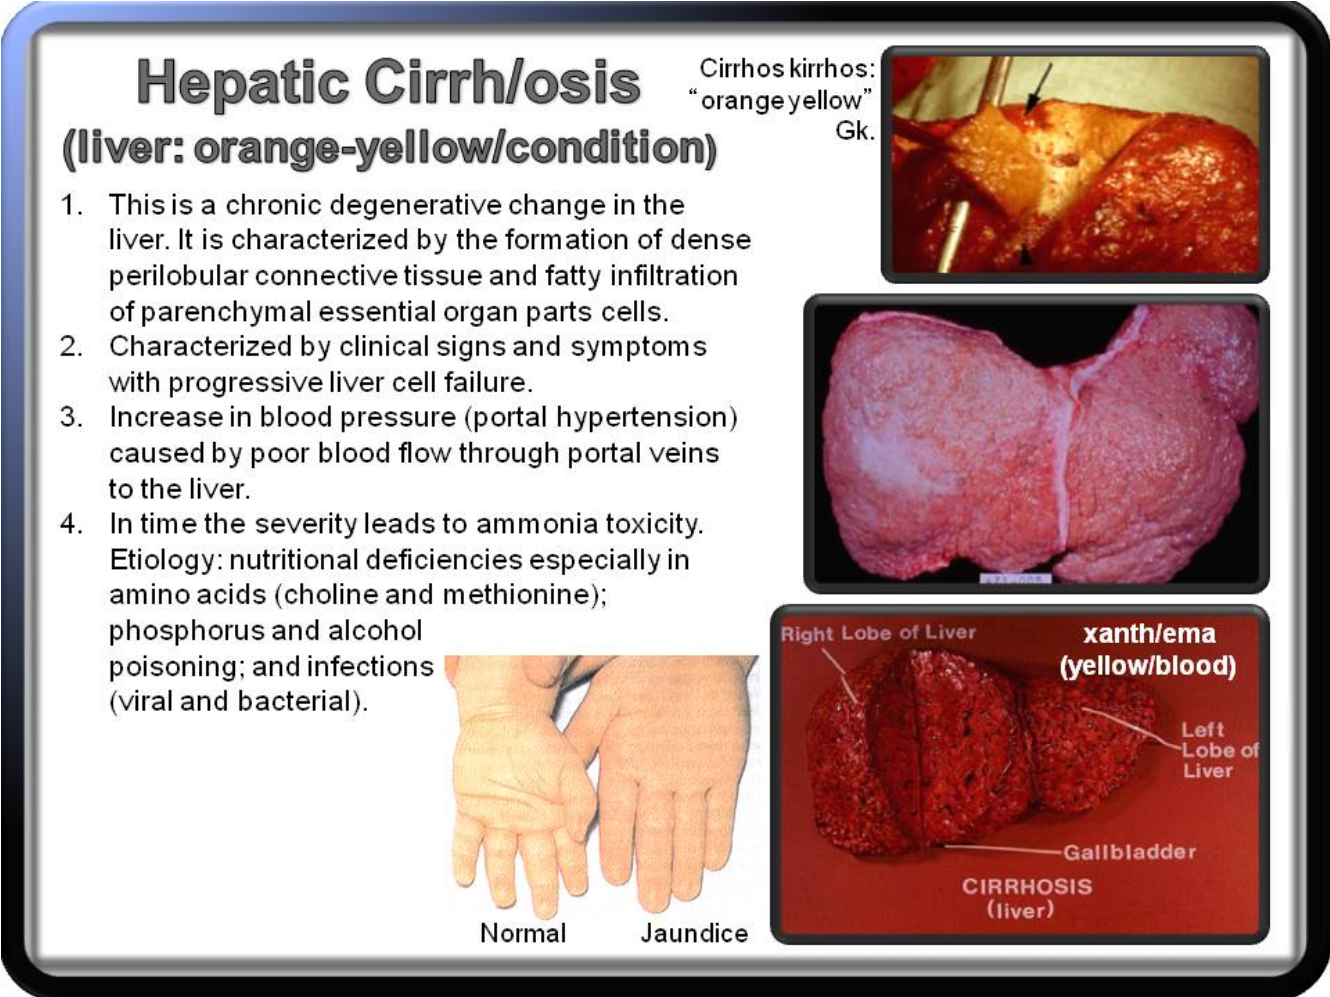 Hepatic Cirrh/osis
(liver: orange-yellow/condition)
Cirrhos kirrhos:
“orange yellow”
Gk.
1. This is a chronic degenerative change in the
liver. It is characterized by the formation of dense
perilobular connective tissue and fatty infiltration
of parenchymal essential organ parts cells.
2. Characterized by clinical signs and symptoms
with progressive liver cell failure.
3. Increase in blood pressure (portal hypertension)
caused by poor blood flow through portal veins
to the liver.
4. In time the severity leads to ammonia toxicity.
Etiology: nutritional deficiencies especially in
amino acids (choline and methionine);
phosphorus and alcohol
poisoning; and infections
(viral and bacterial).
Normal
Jaundice
Right Lobe of Liver
xanth/ema
(yellow/blood)
Left
Lobe of
Liver
Gallbladder
CIRRHOSIS
(liver)